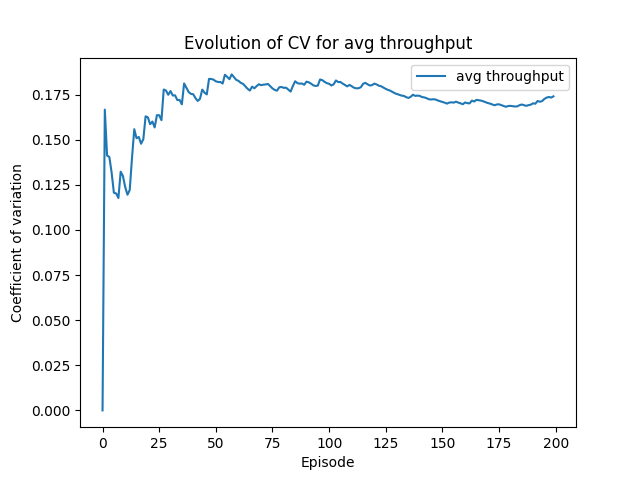 Evolution of CV for avg throughput
avg throughput
Coefficient of variation
0.175
0.150
0.125
0.100
0.075
0.050
0.025
0.000
0 25 50 75 100 125 150 175 200
Episode